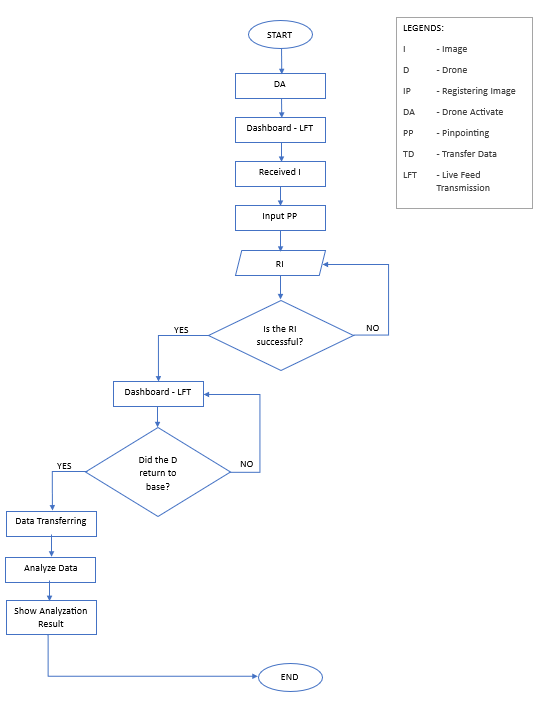 START
DA
Dashboard - LFT
Received I
Input PP
RI
Is the RI
successful?
YES
NO
Dashboard - LFT
Did the D
return to
base?
YES
NO
Data Transferring
Analyze Data
Show Analyzation
Result
END
LEGENDS:
I - Image
D - Drone
IP - Registering Image
DA - Drone Activate
PP - Pinpointing
TD - Transfer Data
LFT - Live Feed
Transmission